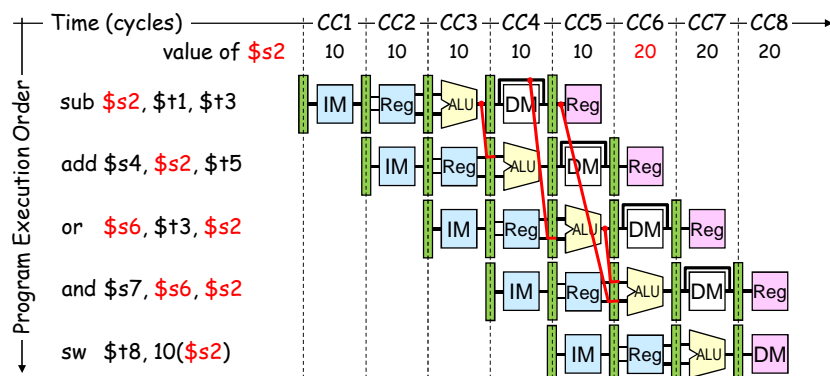 Time (cycles) CC1 CC2 CC3 CC4 CC5 CC6 CC7 CC8
value of $s2 10 10 10 10 10 20 20 20
Program Execution Order
sub $s2, $t1, $t3 IM Reg ALU DM Reg
add $s4, $s2, $t5 IM Reg ALU DM Reg
or $s6, $t3, $s2 IM Reg ALU DM Reg
and $s7, $s6, $s2 IM Reg ALU DM Reg
sw $t8, 10($s2) IM Reg ALU DM